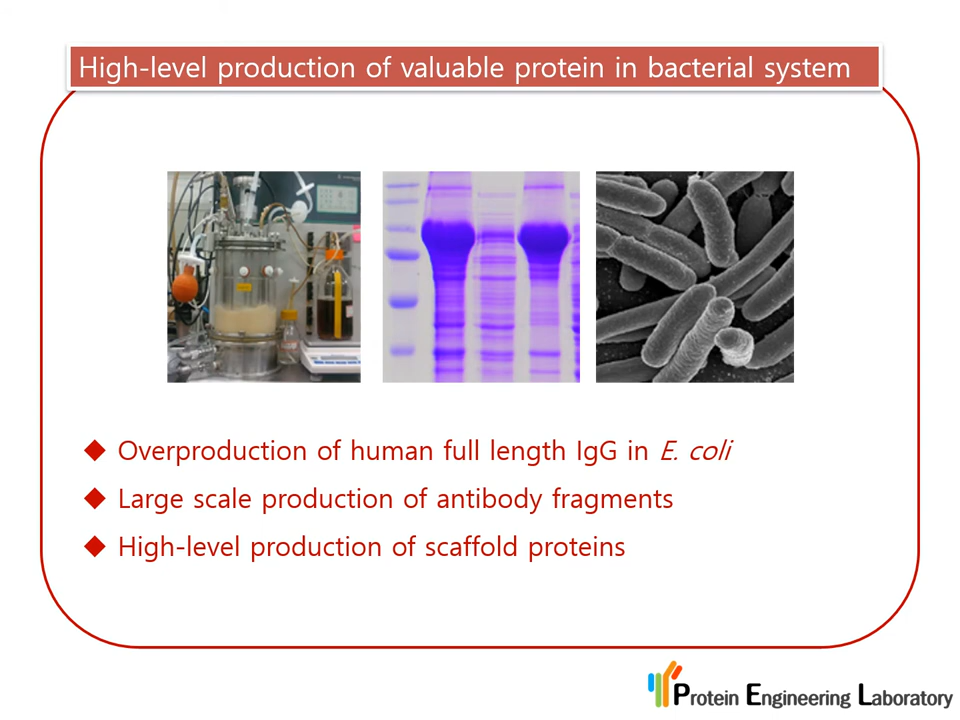 High-level production of valuable protein in bacterial system
◆ Overproduction of human full length IgG in E. coli
◆ Large scale production of antibody fragments
◆ High-level production of scaffold proteins
Protein Engineering Laboratory